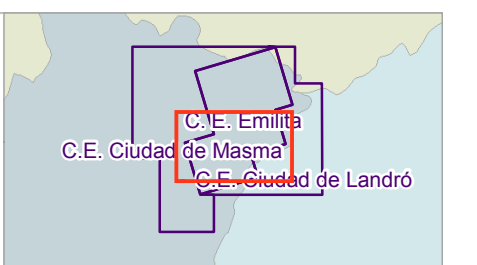 C. E. Emilita
C.E. Ciudad de Masma
C.E. Ciudad de Landró